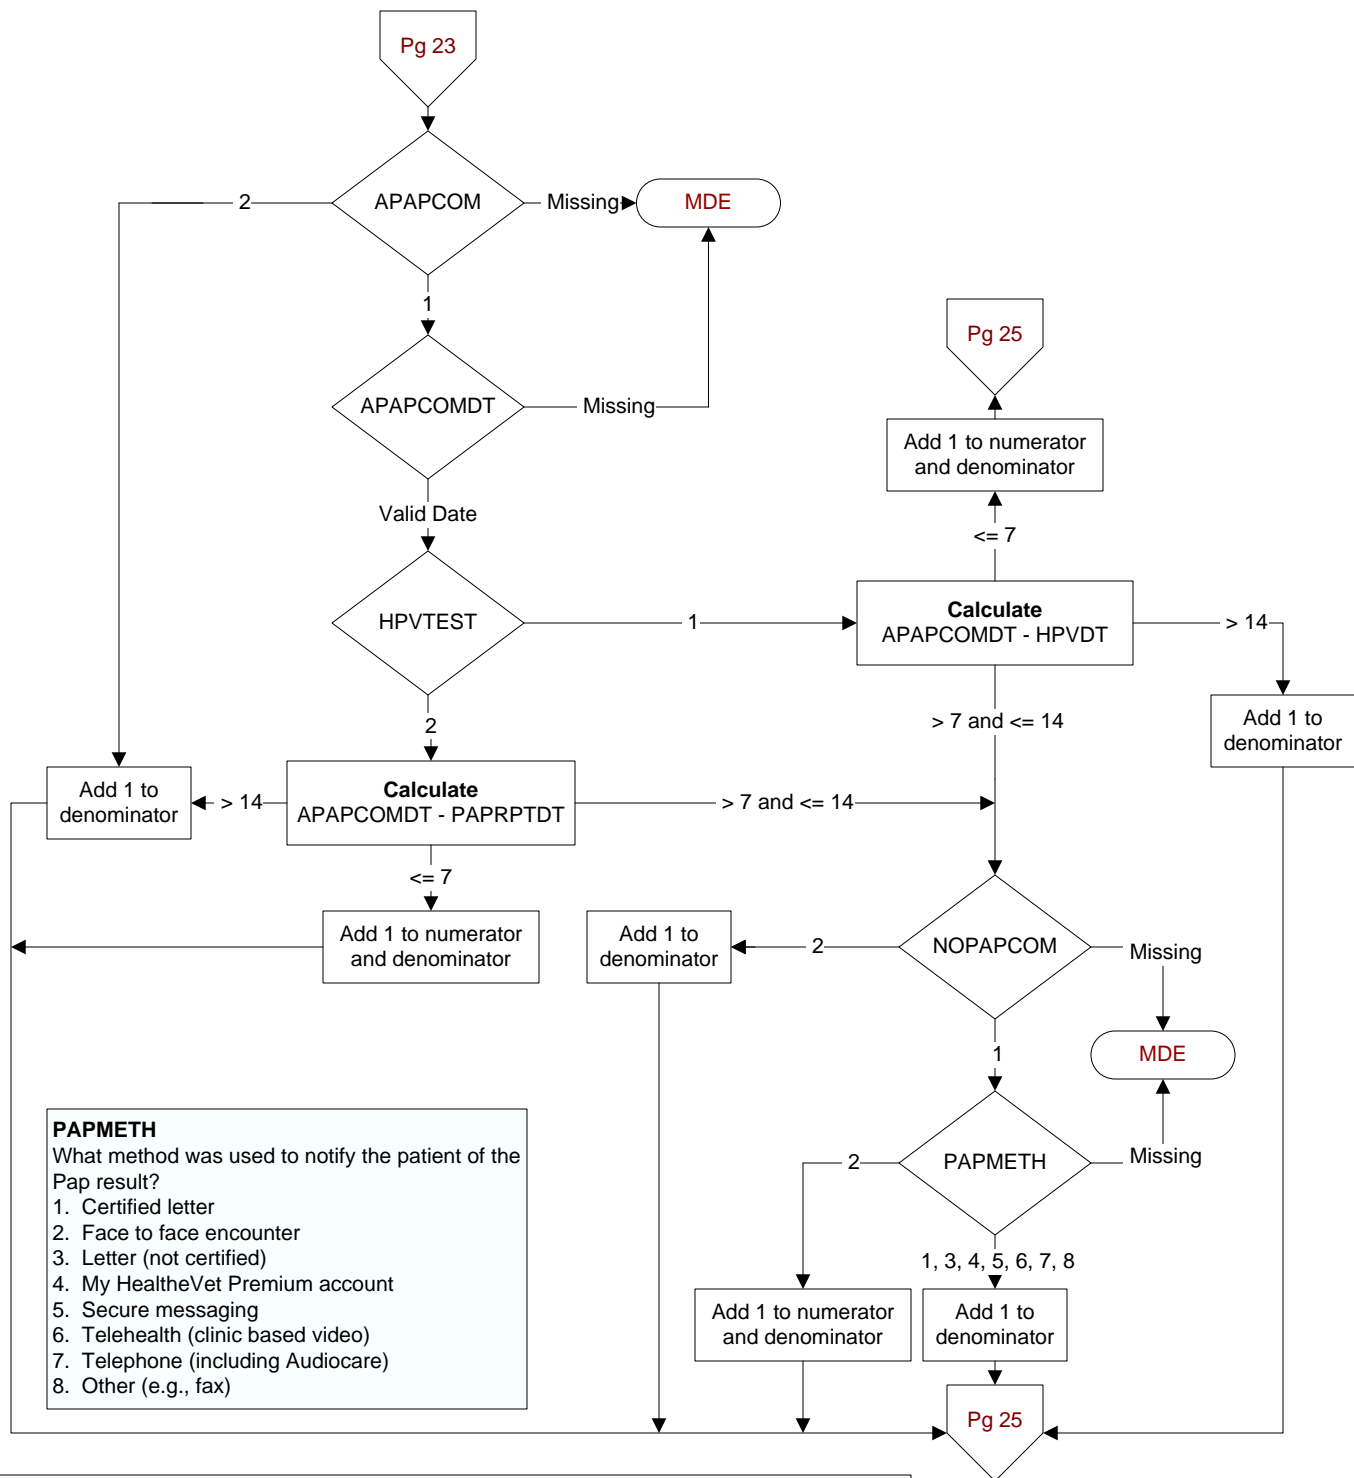 Pg 23
APAPCOM
2
Missing
MDE
1
APAPCOMDT
Missing
Pg 25
Add 1 to numerator
and denominator
Valid Date
<= 7
HPVTEST
1
Calculate
APAPCOMDT - HPVDT
> 14
2
> 7 and <= 14
Add 1 to
denominator
Add 1 to
denominator
> 14
Calculate
APAPCOMDT - PAPRPTDT
> 7 and <= 14
<= 7
Add 1 to numerator
and denominator
Add 1 to
denominator
2
NOPAPCOM
Missing
1
MDE
PAPMETH
What method was used to notify the patient of the
Pap result?
1. Certified letter
2. Face to face encounter
3. Letter (not certified)
4. My HealtheVet Premium account
5. Secure messaging
6. Telehealth (clinic based video)
7. Telephone (including Audiocare)
8. Other (e.g., fax)
2
PAPMETH
Missing
1, 3, 4, 5, 6, 7, 8
Add 1 to numerator
and denominator
Add 1 to
denominator
Pg 25